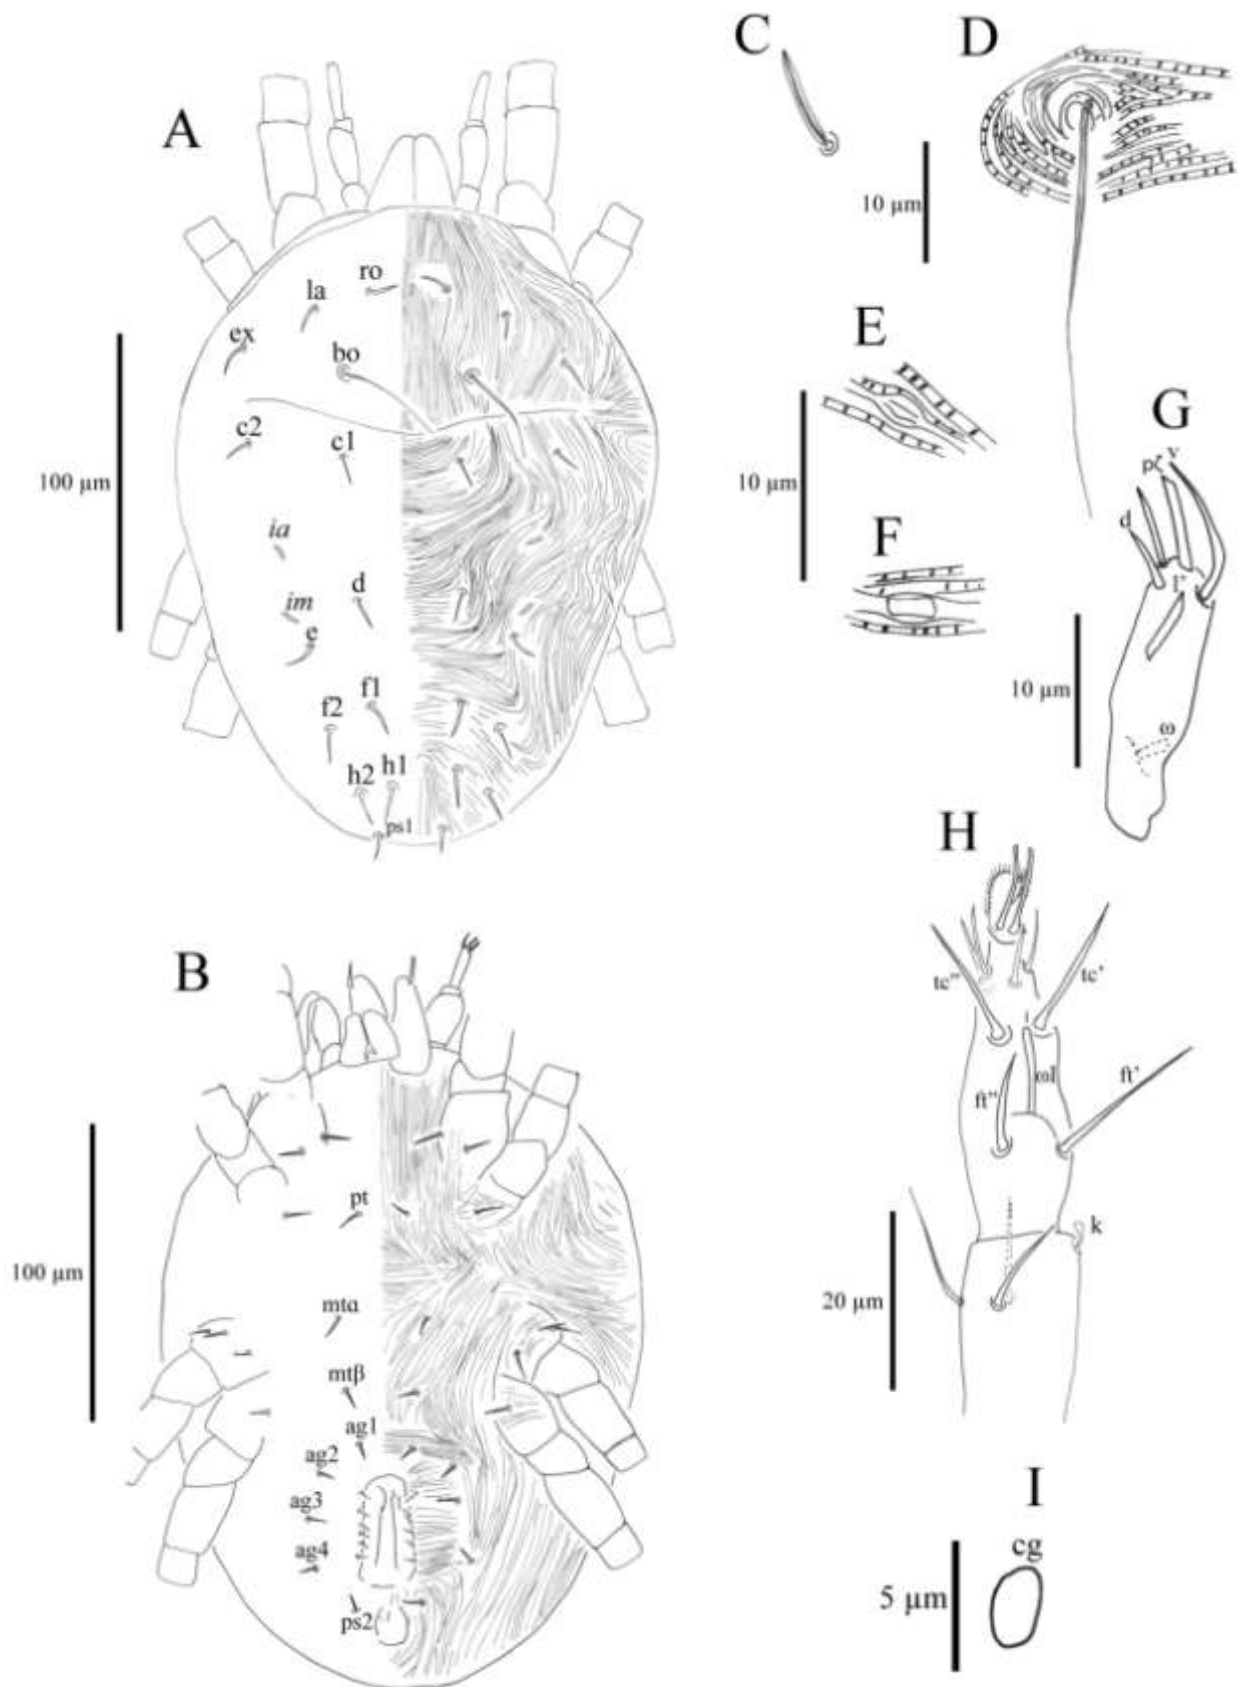 A
ro
la
ex
bo
c2
c1
100 µm
ia
im
d
e
f1
f2
h2
h1
ps1
B
pt
100 µm
mtα
mtβ
ag1
ag2
ag3
ag4
ps2
C
10 µm
D
E
10 µm
F
G
v
pζ
d
l'
10 µm
ω
H
tc"
tc'
ωI
ft'
ft"
k
20 µm
I
cg
5 µm